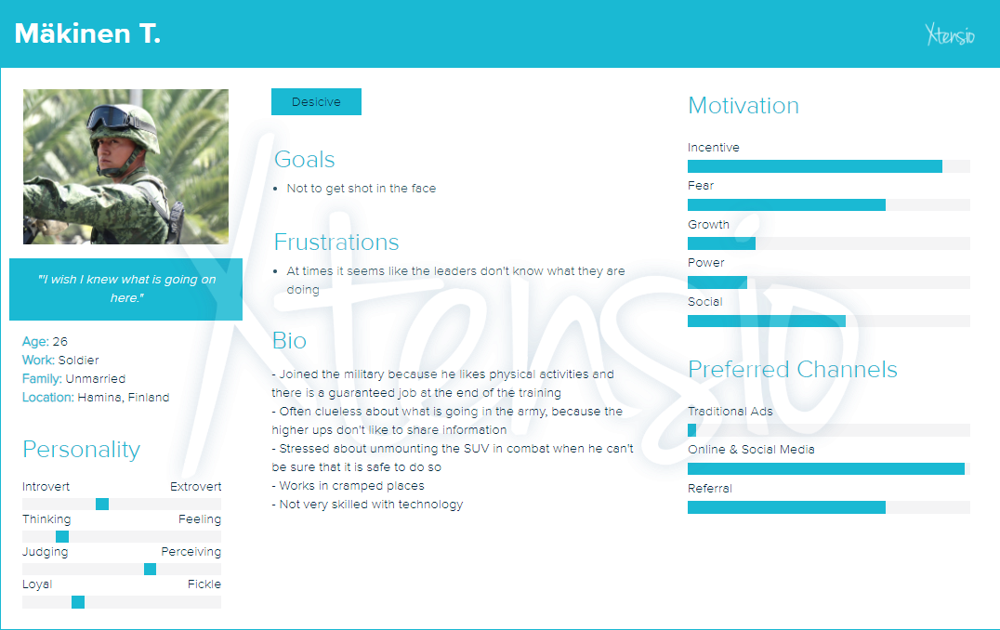 Mäkinen T.
Xtensio
"I wish I knew what is going on
here."
Age: 26
Work: Soldier
Family: Unmarried
Location: Hamina, Finland
Personality
Introvert Extrovert
Thinking Feeling
Judging Perceiving
Loyal Fickle
Desicive
Goals
• Not to get shot in the face
Frustrations
• At times it seems like the leaders don't know what they are
doing
Bio
- Joined the military because he likes physical activities and
there is a guaranteed job at the end of the training
- Often clueless about what is going in the army, because the
higher ups don't like to share information
- Stressed about unmounting the SUV in combat when he can't
be sure that it is safe to do so
- Works in cramped places
- Not very skilled with technology
Motivation
Incentive
Fear
Growth
Power
Social
Preferred Channels
Traditional Ads
Online & Social Media
Referral
Xtensio